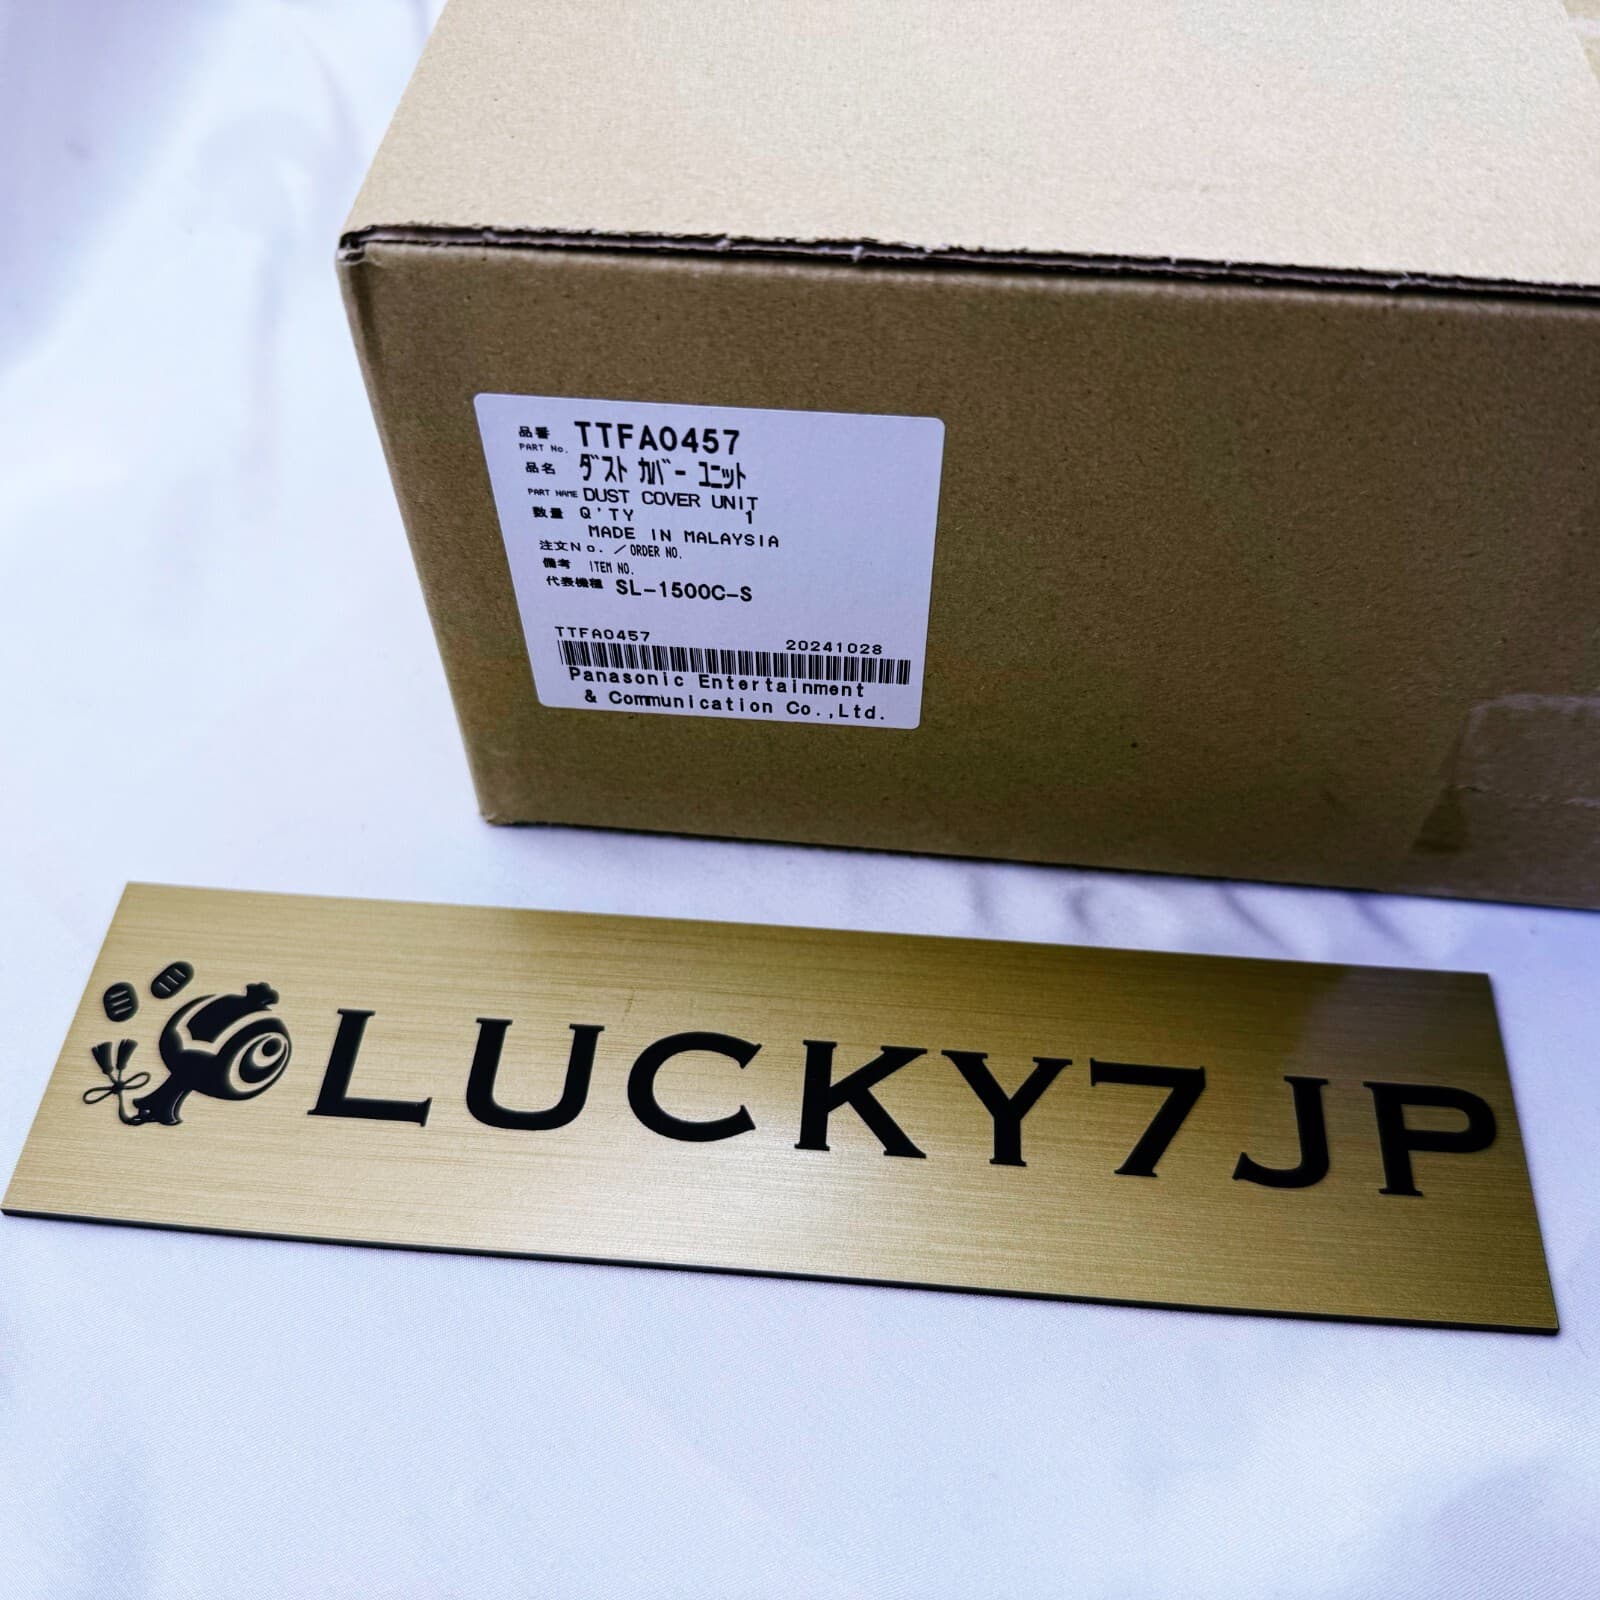 品番 TTFA0457
PART No.
品名 ダスト カバー ユニット
PART NAME DUST COVER UNIT
数量 Q'TY 1
MADE IN MALAYSIA
注文No./ORDER NO.
備考 ITEM NO.
代表機種 SL-1500C-S
TTFA0457 20241028
Panasonic Entertainment
& Communication Co.,Ltd.
LUCKY7JP